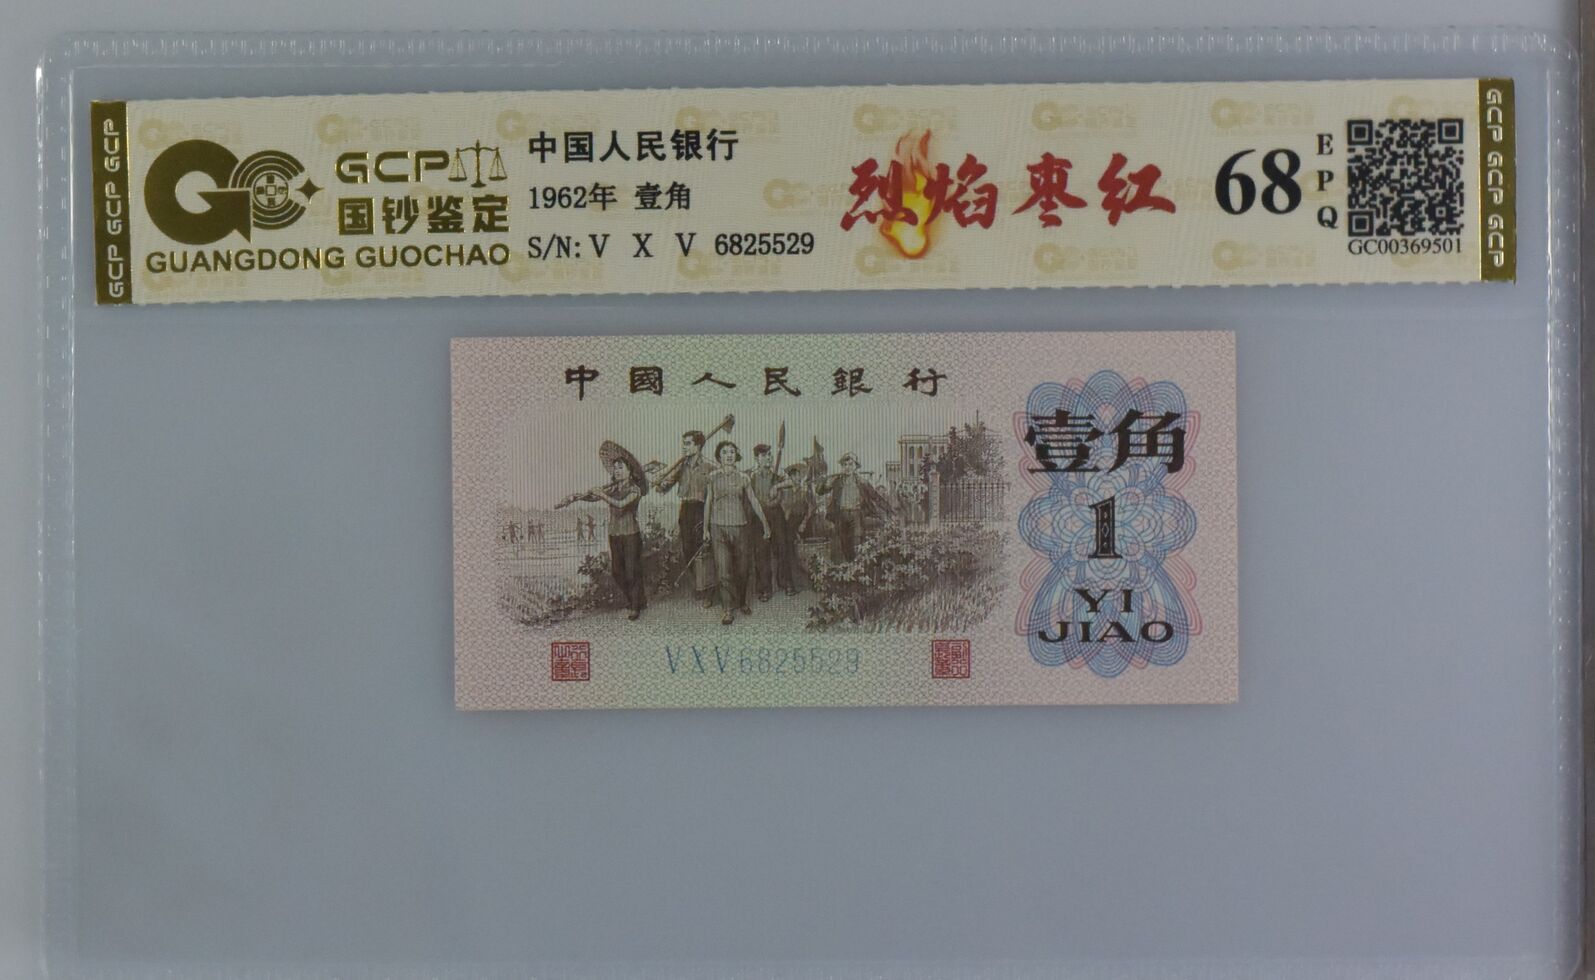 GCP GCP GCP
GCP
国钞鉴定
GUANGDONG GUOCHAO
中国人民银行
1962年 壹角
S/N: V X V 6825529
烈焰枣红
68
E
P
Q
GC00369501
GCP GCP GCP
中國人民銀行
壹角
1
YI
JIAO
VXV6825529